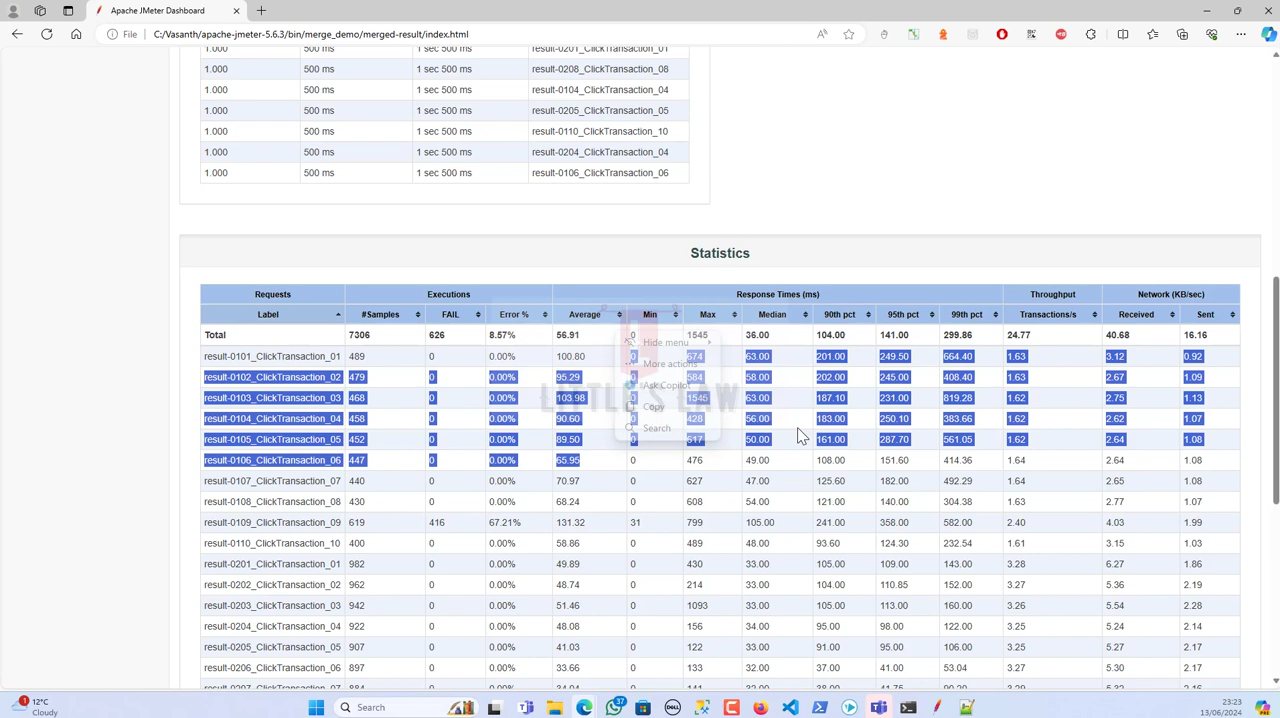 Apache JMeter Dashboard
File C:/Vasanth/apache-jmeter-5.6.3/bin/merge_demo/merged-result/index.html
1.000 500 ms 1 sec 500 ms result-0201_ClickTransaction_01
1.000 500 ms 1 sec 500 ms result-0208_ClickTransaction_08
1.000 500 ms 1 sec 500 ms result-0104_ClickTransaction_04
1.000 500 ms 1 sec 500 ms result-0205_ClickTransaction_05
1.000 500 ms 1 sec 500 ms result-0110_ClickTransaction_10
1.000 500 ms 1 sec 500 ms result-0204_ClickTransaction_04
1.000 500 ms 1 sec 500 ms result-0106_ClickTransaction_06
Statistics
Requests Executions Response Times (ms) Throughput Network (KB/sec)
Label #Samples FAIL Error % Average Min Max Median 90th pct 95th pct 99th pct Transactions/s Received Sent
Total 7306 626 8.57% 56.91 0 1545 36.00 104.00 141.00 299.86 24.77 40.68 16.16
result-0101_ClickTransaction_01 489 0 0.00% 100.80 0 674 63.00 201.00 249.50 664.40 1.63 3.12 0.92
result-0102_ClickTransaction_02 479 0 0.00% 95.29 0 584 58.00 202.00 245.00 408.40 1.63 2.67 1.09
result-0103_ClickTransaction_03 468 0 0.00% 103.98 0 1545 63.00 187.10 231.00 819.28 1.62 2.75 1.13
result-0104_ClickTransaction_04 458 0 0.00% 90.60 0 428 56.00 183.00 250.10 383.66 1.62 2.62 1.07
result-0105_ClickTransaction_05 452 0 0.00% 89.50 0 617 50.00 161.00 287.70 561.05 1.62 2.64 1.08
result-0106_ClickTransaction_06 447 0 0.00% 65.95 0 476 49.00 108.00 151.60 414.36 1.64 2.64 1.08
result-0107_ClickTransaction_07 440 0 0.00% 70.97 0 627 47.00 125.60 182.00 492.29 1.64 2.65 1.08
result-0108_ClickTransaction_08 430 0 0.00% 68.24 0 608 54.00 121.00 140.00 304.38 1.63 2.77 1.07
result-0109_ClickTransaction_09 619 416 67.21% 131.32 31 799 105.00 241.00 358.00 582.00 2.40 4.03 1.99
result-0110_ClickTransaction_10 400 0 0.00% 58.86 0 489 48.00 93.60 124.30 232.54 1.61 3.15 1.03
result-0201_ClickTransaction_01 982 0 0.00% 49.89 0 430 33.00 105.00 109.00 143.00 3.28 6.27 1.86
result-0202_ClickTransaction_02 962 0 0.00% 48.74 0 214 33.00 104.00 110.85 152.00 3.27 5.36 2.19
result-0203_ClickTransaction_03 942 0 0.00% 51.46 0 1093 33.00 105.00 113.00 160.00 3.26 5.54 2.28
result-0204_ClickTransaction_04 922 0 0.00% 48.08 0 156 34.00 95.00 98.00 122.00 3.25 5.24 2.14
result-0205_ClickTransaction_05 907 0 0.00% 41.03 0 122 33.00 91.00 95.00 106.00 3.25 5.27 2.17
result-0206_ClickTransaction_06 897 0 0.00% 33.66 0 133 32.00 37.00 41.00 53.04 3.27 5.30 2.17
Hide menu
More actions
Ask Copilot
Copy
Search
LITTLE'S LAW
12°C
Cloudy
Search
37
23:23
13/06/2024